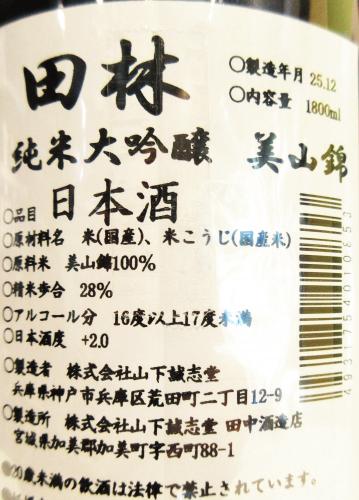 田林
○製造年月 25.12
○内容量 1800ml
純米大吟醸 美山錦
○品目 日本酒
○原材料名 米(国産)、米こうじ(国産米)
○原料米 美山錦100%
○精米歩合 28%
○アルコール分 16度以上17度未満
○日本酒度 +2.0
○製造者 株式会社山下誠志堂
兵庫県神戸市兵庫区荒田町二丁目12-9
○製造所 株式会社山下誠志堂 田中酒造店
宮城県加美郡加美町字西町88-1
歳未満の飲酒は法律で禁止されています。